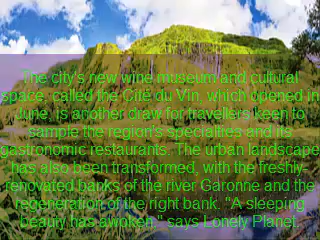 The city's new wine museum and cultural
space, called the Cité du Vin, which opened in
June, is another draw for travellers keen to
sample the region's specialties and its
gastronomic restaurants. The urban landscape
has also been transformed, with the freshly-
renovated banks of the river Garonne and the
regeneration of the right bank. "A sleeping
beauty has awoken," says Lonely Planet.